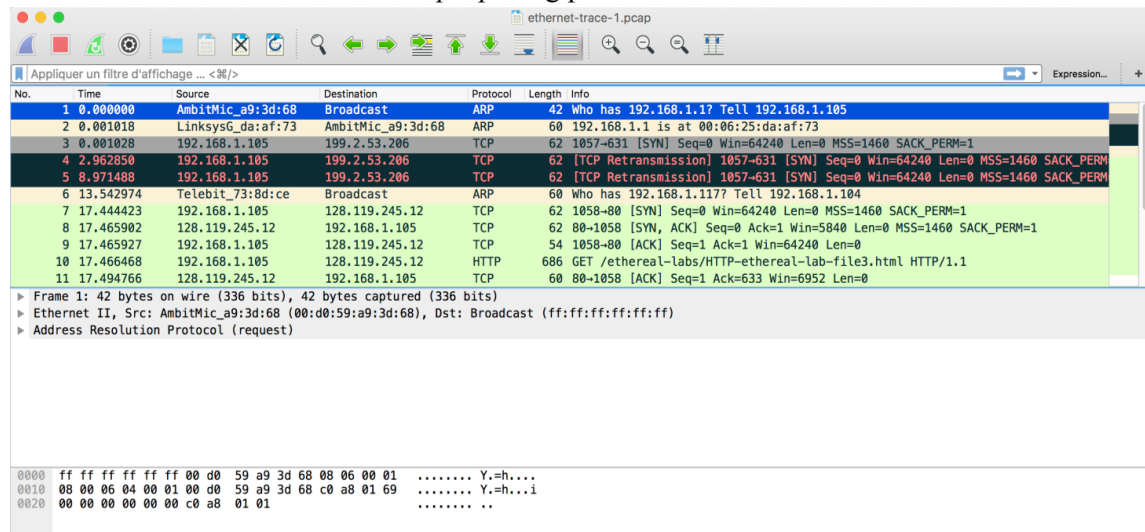 ethernet-trace-1.pcap
Appliquer un filtre d'affichage ... <⌘/> Expression... +
No. Time Source Destination Protocol Length Info
1 0.000000 AmbitMic_a9:3d:68 Broadcast ARP 42 Who has 192.168.1.1? Tell 192.168.1.105
2 0.001018 LinksysG_da:af:73 AmbitMic_a9:3d:68 ARP 60 192.168.1.1 is at 00:06:25:da:af:73
3 0.001028 192.168.1.105 199.2.53.206 TCP 62 1057→631 [SYN] Seq=0 Win=64240 Len=0 MSS=1460 SACK_PERM=1
4 2.962850 192.168.1.105 199.2.53.206 TCP 62 [TCP Retransmission] 1057→631 [SYN] Seq=0 Win=64240 Len=0 MSS=1460 SACK_PERM
5 8.971488 192.168.1.105 199.2.53.206 TCP 62 [TCP Retransmission] 1057→631 [SYN] Seq=0 Win=64240 Len=0 MSS=1460 SACK_PERM
6 13.542974 Telebit_73:8d:ce Broadcast ARP 60 Who has 192.168.1.117? Tell 192.168.1.104
7 17.444423 192.168.1.105 128.119.245.12 TCP 62 1058→80 [SYN] Seq=0 Win=64240 Len=0 MSS=1460 SACK_PERM=1
8 17.465902 128.119.245.12 192.168.1.105 TCP 62 80→1058 [SYN, ACK] Seq=0 Ack=1 Win=5840 Len=0 MSS=1460 SACK_PERM=1
9 17.465927 192.168.1.105 128.119.245.12 TCP 54 1058→80 [ACK] Seq=1 Ack=1 Win=64240 Len=0
10 17.466468 192.168.1.105 128.119.245.12 HTTP 686 GET /ethereal-labs/HTTP-ethereal-lab-file3.html HTTP/1.1
11 17.494766 128.119.245.12 192.168.1.105 TCP 60 80→1058 [ACK] Seq=1 Ack=633 Win=6952 Len=0
Frame 1: 42 bytes on wire (336 bits), 42 bytes captured (336 bits)
Ethernet II, Src: AmbitMic_a9:3d:68 (00:d0:59:a9:3d:68), Dst: Broadcast (ff:ff:ff:ff:ff:ff)
Address Resolution Protocol (request)
0000 ff ff ff ff ff ff 00 d0 59 a9 3d 68 08 06 00 01 ........ Y.=h....
0010 08 00 06 04 00 01 00 d0 59 a9 3d 68 c0 a8 01 69 ........ Y.=h...i
0020 00 00 00 00 00 00 c0 a8 01 01 ........ ..